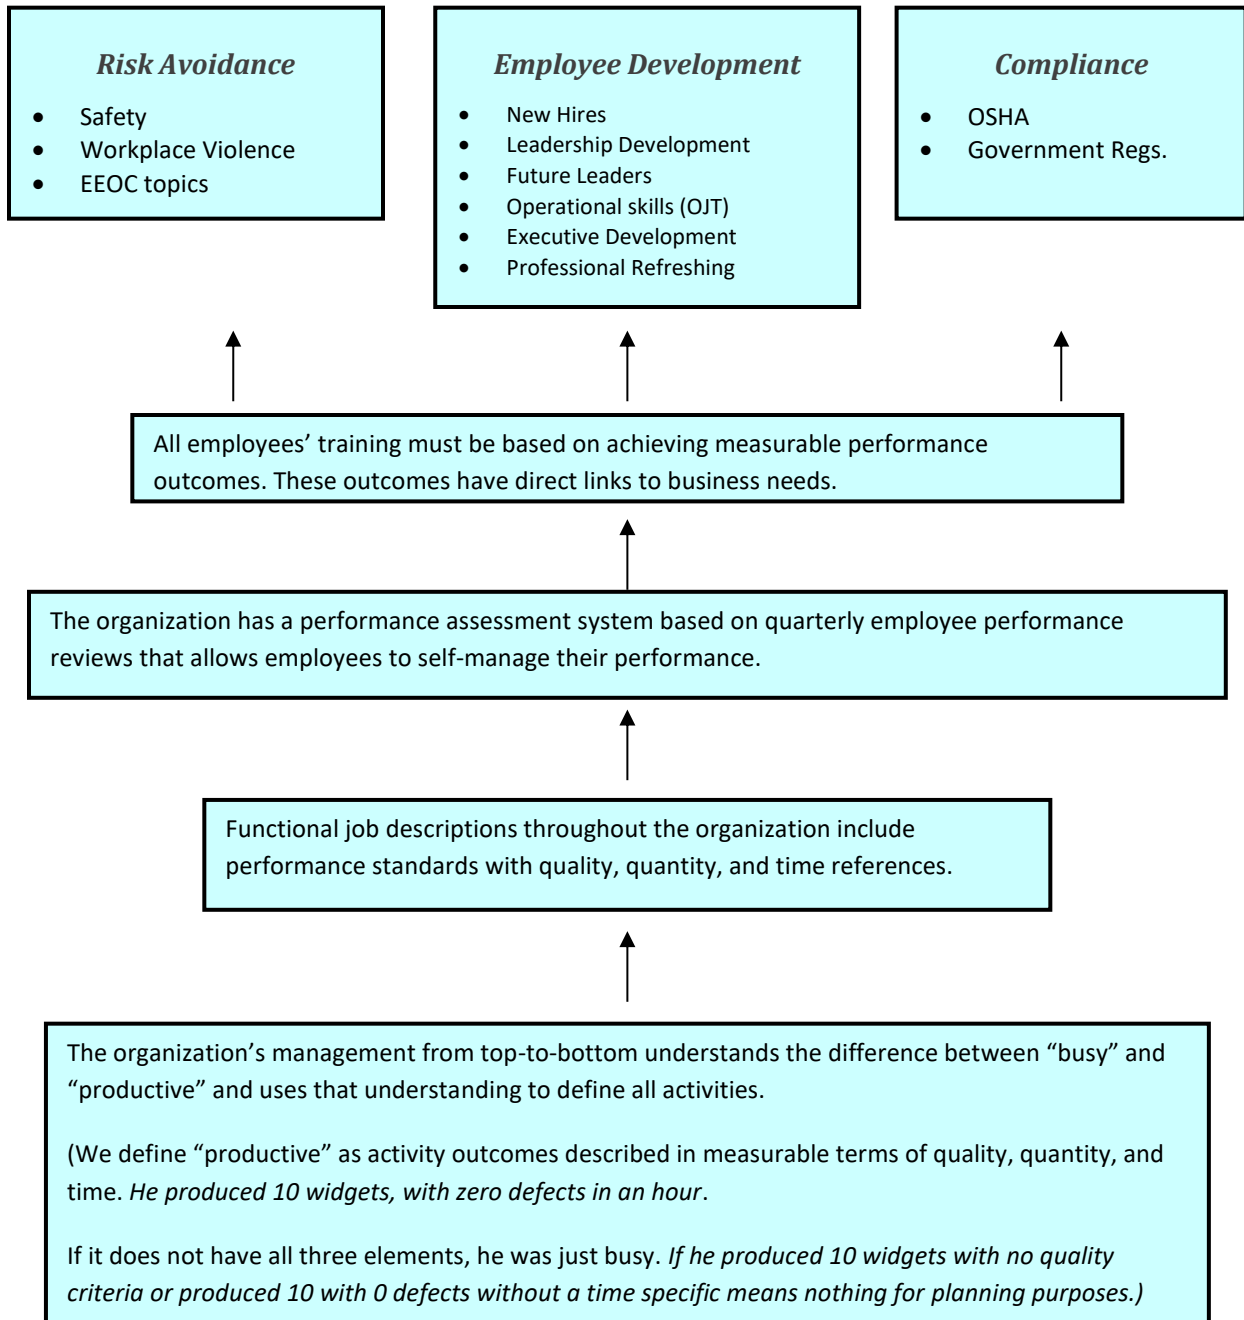 Risk Avoidance
• Safety
• Workplace Violence
• EEOC topics
Employee Development
• New Hires
• Leadership Development
• Future Leaders
• Operational skills (OJT)
• Executive Development
• Professional Refreshing
Compliance
• OSHA
• Government Regs.
All employees’ training must be based on achieving measurable performance
outcomes. These outcomes have direct links to business needs.
The organization has a performance assessment system based on quarterly employee performance
reviews that allows employees to self-manage their performance.
Functional job descriptions throughout the organization include
performance standards with quality, quantity, and time references.
The organization’s management from top-to-bottom understands the difference between “busy” and
“productive” and uses that understanding to define all activities.
(We define “productive” as activity outcomes described in measurable terms of quality, quantity, and
time. He produced 10 widgets, with zero defects in an hour.
If it does not have all three elements, he was just busy. If he produced 10 widgets with no quality
criteria or produced 10 with 0 defects without a time specific means nothing for planning purposes.)